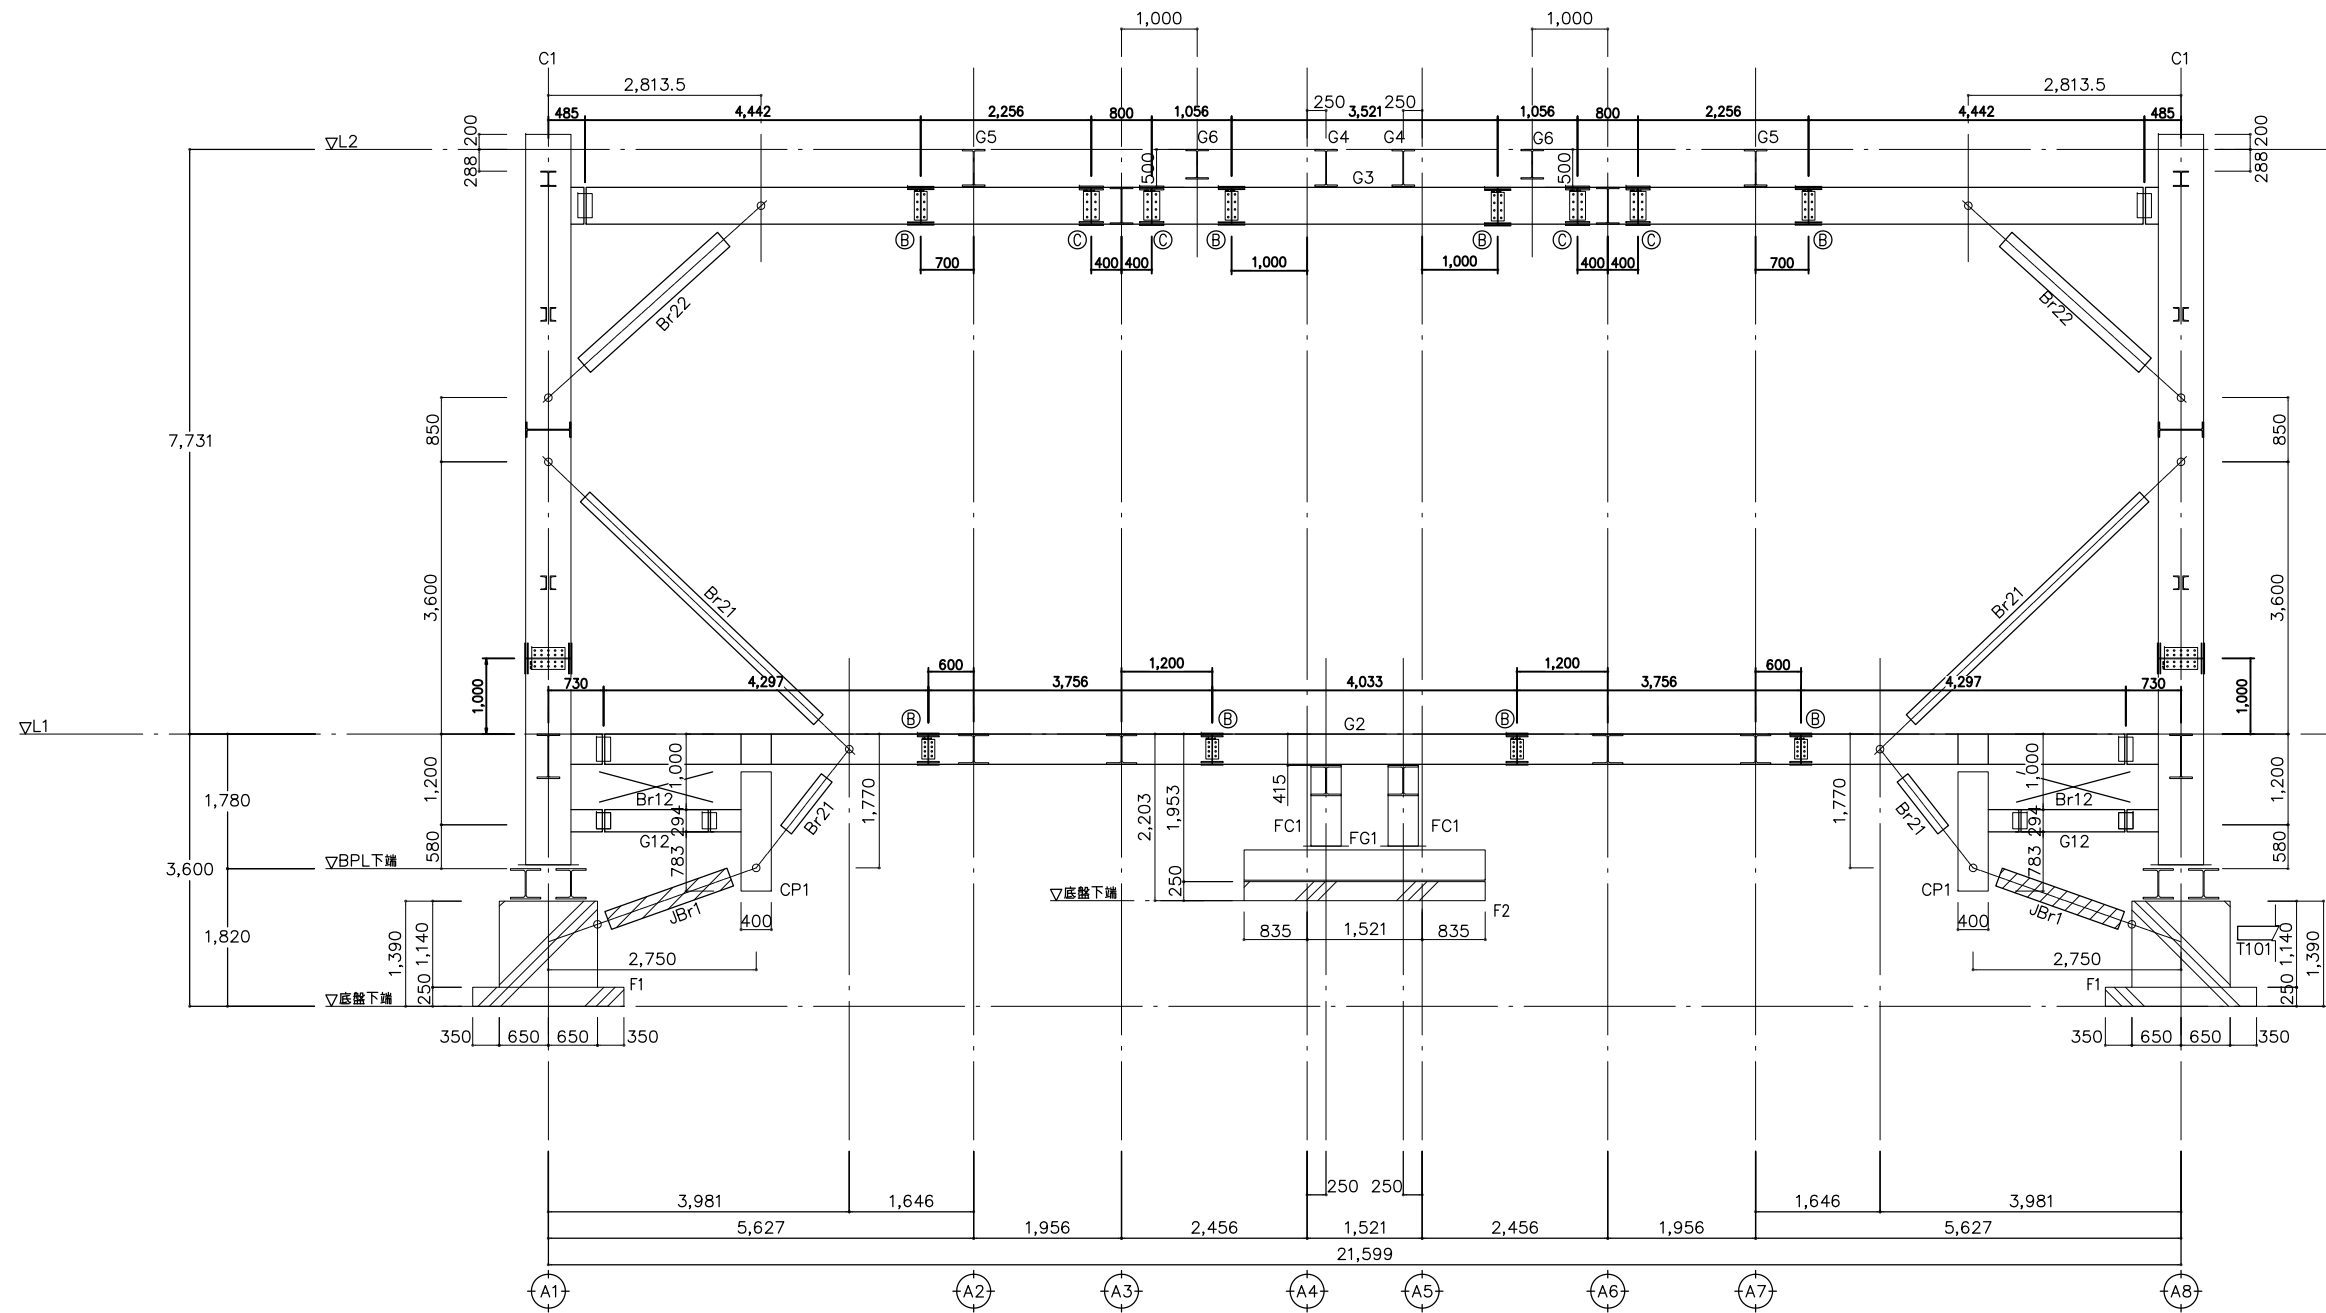 1,000 1,000
C1 C1
2,813.5 2,813.5
250 250
485 4,442 2,256 800 1,056 3,521 1,056 800 2,256 4,442 485
200 200
▽L2 G5 G6 G4 G4 G6 G5
288 500 500 288
G3
B C C B B C C B
700 400 400 1,000 1,000 400 400 700
Br22 Br22
7,731 850 850
3,600 Br21 Br21 3,600
600 1,200 1,200 600
730 4,297 3,756 4,033 3,756 4,297 730
1,000 1,000
▽L1 B B G2 B B
1,000 1,000
1,200 415 1,200
1,780 Br12 1,770 2,203 1,953 1,770 Br12
294 Br21 FC1 FC1 Br21 294
G12 FG1 G12
580 580
▽BPL下端
3,600 783 783
CP1 250 CP1
▽底盤下端
JBr1 400 F2 400 JBr1
1,820 835 1,521 835
1,390 1,140 T101 1,140 1,390
2,750 2,750
250 F1 F1 250
▽底盤下端
350 650 650 350 350 650 650 350
250 250
3,981 1,646 1,646 3,981
5,627 1,956 2,456 1,521 2,456 1,956 5,627
21,599
A1 A2 A3 A4 A5 A6 A7 A8